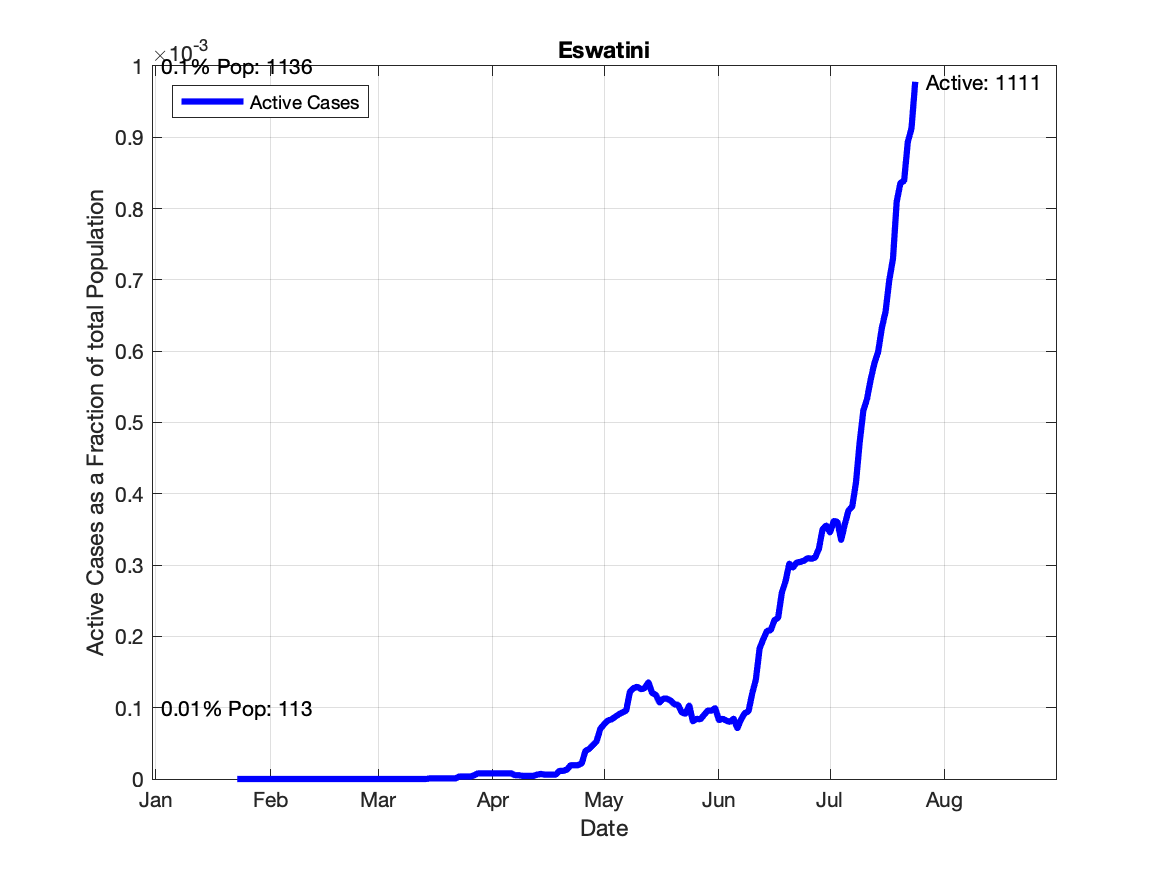 Eswatini
×10-3
0.1% Pop: 1136
Active Cases
Active: 1111
1
0.9
0.8
0.7
0.6
0.5
0.4
0.3
0.2
0.1
0
0.01% Pop: 113
Active Cases as a Fraction of total Population
Jan Feb Mar Apr May Jun Jul Aug
Date